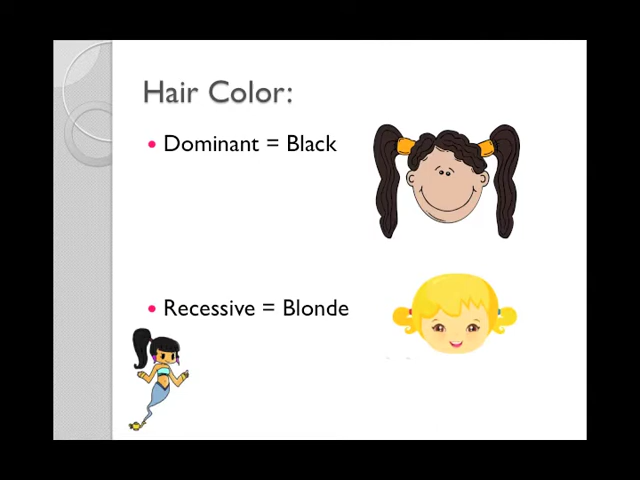 Hair Color:
• Dominant = Black
• Recessive = Blonde